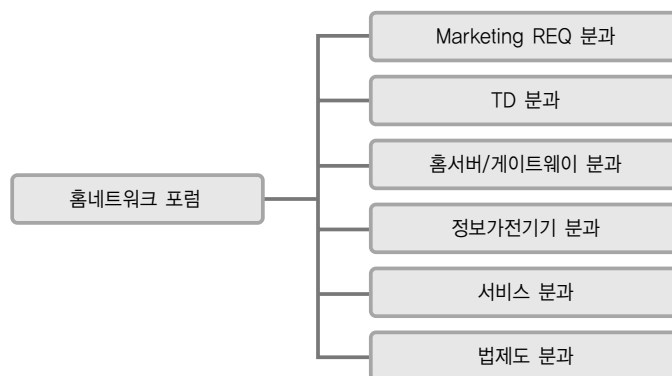 Marketing REQ 분과
TD 분과
홈서버/게이트웨이 분과
홈네트워크 포럼
정보가전기기 분과
서비스 분과
법제도 분과